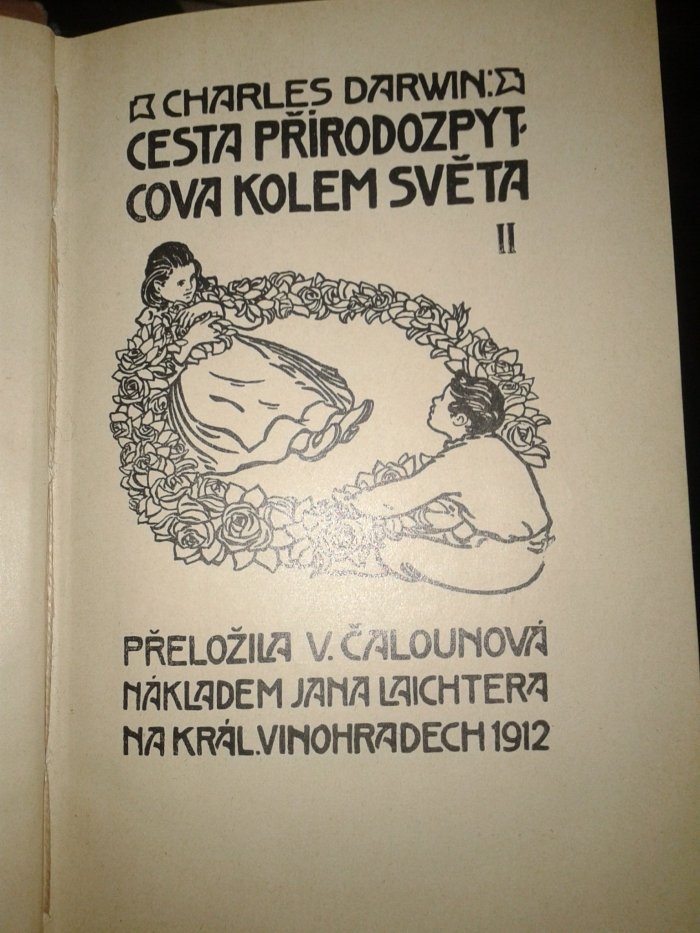 CHARLES DARWIN:
CESTA PŘÍRODOZPYT-
COVA KOLEM SVĚTA
II
PŘELOŽILA V. ČALOUNOVÁ
NÁKLADEM JANA LAICHTERA
NA KRÁL. VINOHRADECH 1912